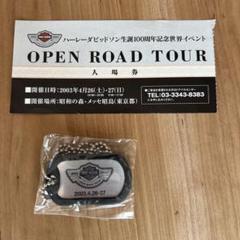 ハーレーダビッドソン生誕100周年記念世界イベント
OPEN ROAD TOUR
入場券
■開催日時:2003年4月26(土)・27(日)
■開催場所:昭和の森・メッセ昭島(東京都)
TEL:03-3343-8383
2003.4.26-27